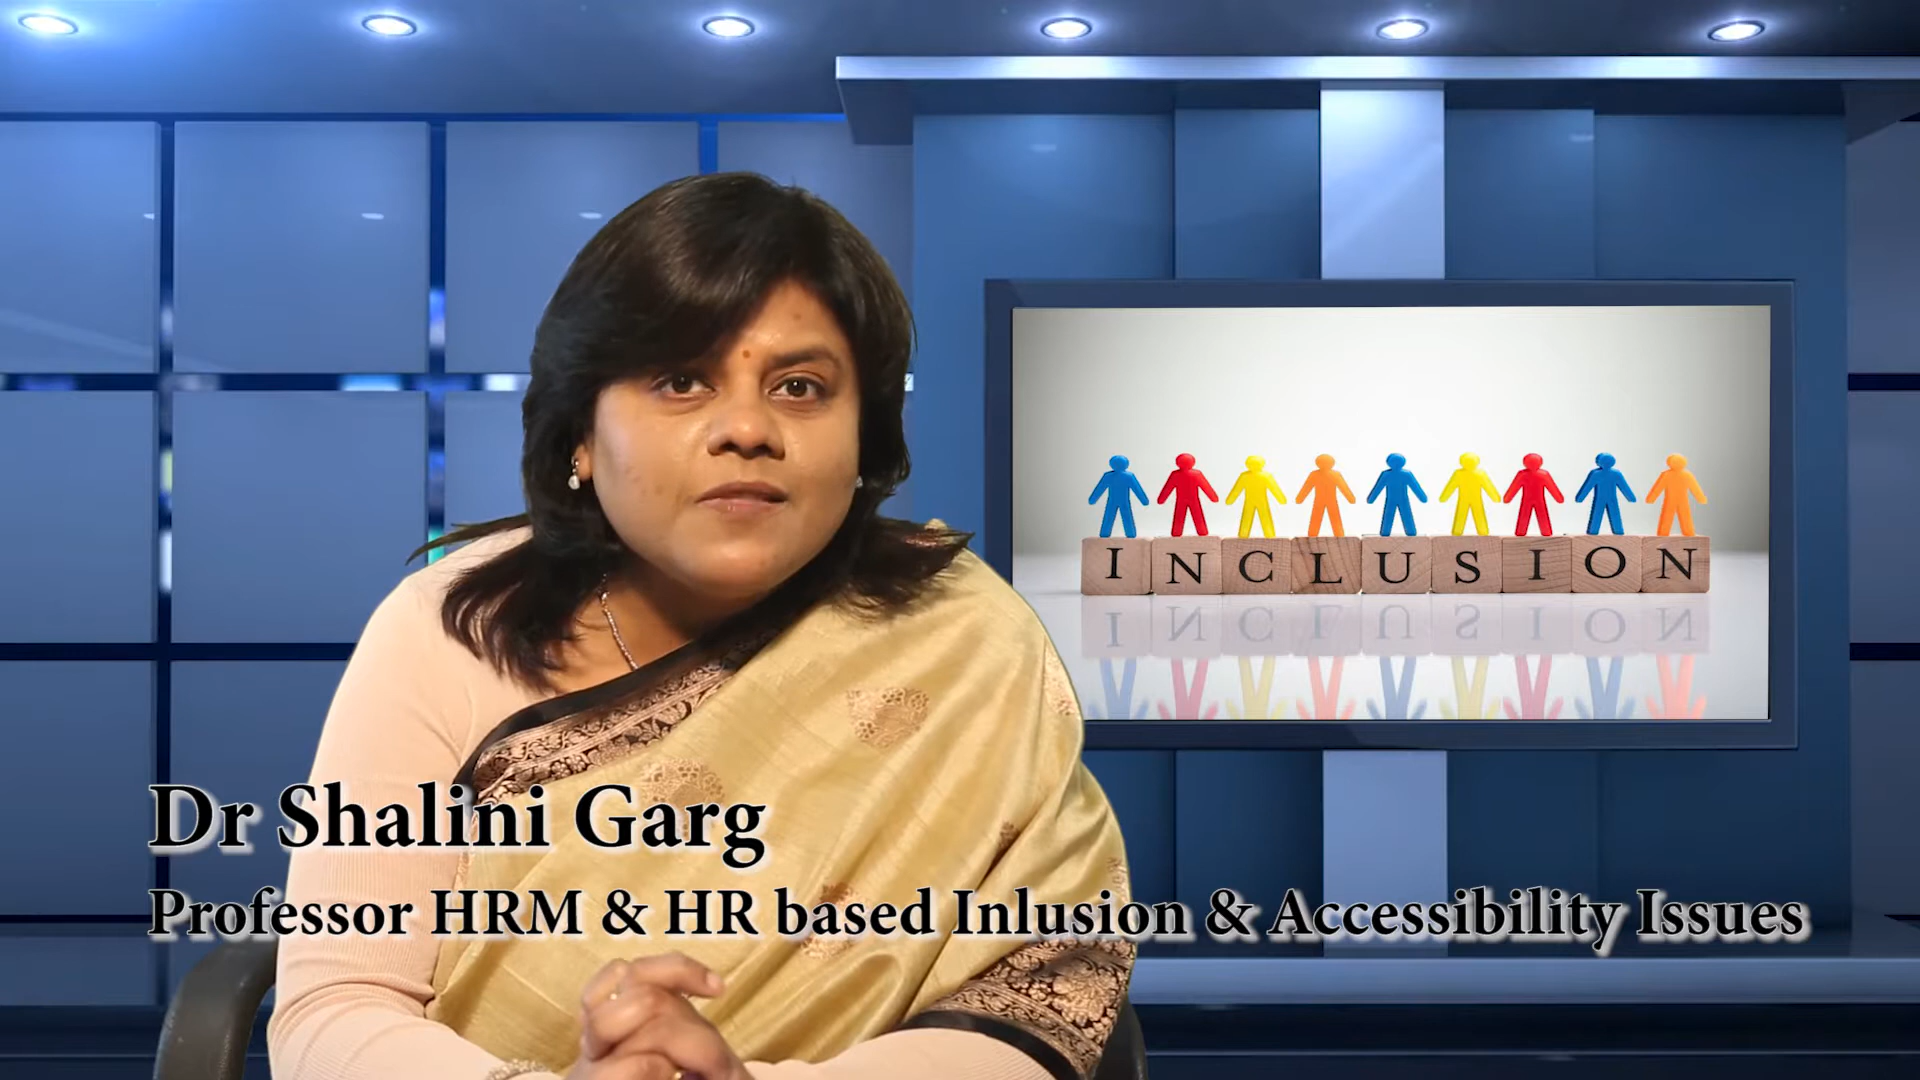 INCLUSION
Dr Shalini Garg
Professor HRM & HR based Inlusion & Accessibility Issues